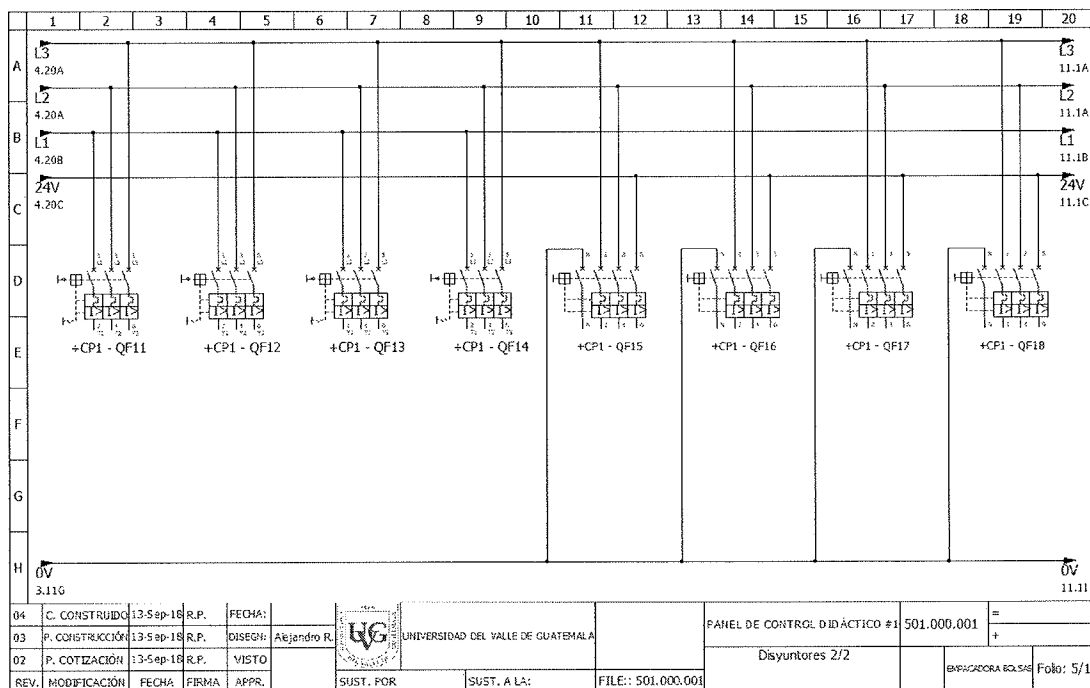 1 2 3 4 5 6 7 8 9 10 11 12 13 14 15 16 17 18 19 20
A
B
C
D
E
F
G
H
L3
4.20A
L3
11.1A
L2
4.20A
L2
11.1A
L1
4.20B
L1
11.1B
24V
4.20C
24V
11.1C
+CP1 - QF11
+CP1 - QF12
+CP1 - QF13
+CP1 - QF14
+CP1 - QF15
+CP1 - QF16
+CP1 - QF17
+CP1 - QF18
0V
0V
04 C. CONSTRUIDO 13-Sep-18 R.P. FECHA:
03 P. CONSTRUCCIÓN 13-Sep-18 R.P. DISEGN: Alejandro R.
02 P. COTIZACIÓN 13-Sep-18 R.P. VISTO
REV. MODIFICACIÓN FECHA FIRMA APPR.
UVG
UNIVERSIDAD DEL VALLE DE GUATEMALA
SUST. POR
SUST. A LA:
FILE:: 501.000.001
PANEL DE CONTROL DIDÁCTICO #1
501.000.001
=
+
Disyuntores 2/2
EMPACADORA BOLSAS
Folio: 5/1